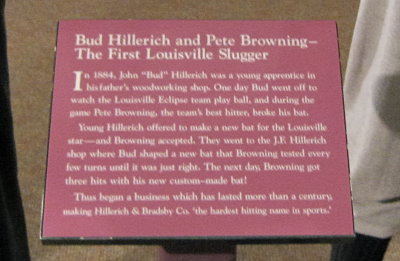 Bud Hillerich and Pete Browning–
The First Louisville Slugger
In 1884, John "Bud" Hillerich was a young apprentice in
his father's woodworking shop. One day Bud went off to
watch the Louisville Eclipse team play ball, and during the
game Pete Browning, the team's best hitter, broke his bat.
Young Hillerich offered to make a new bat for the Louisville
star—and Browning accepted. They went to the J.F. Hillerich
shop where Bud shaped a new bat that Browning tested every
few turns until it was just right. The next day, Browning got
three hits with his new custom–made bat!
Thus began a business which has lasted more than a century,
making Hillerich & Bradsby Co. 'the hardest hitting name in sports.'